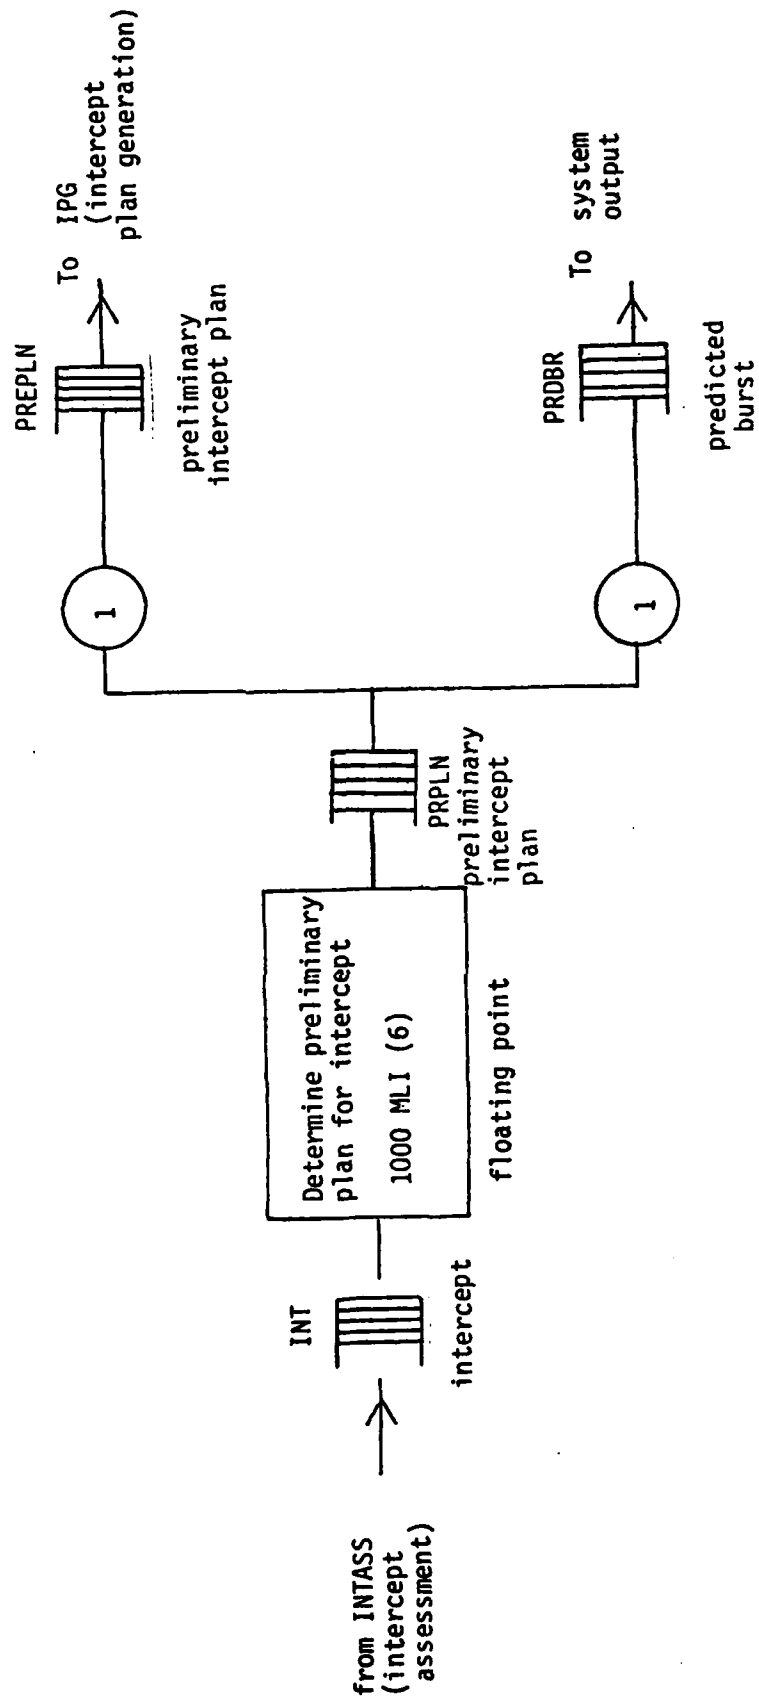 from INTASS
(intercept
assessment)
INT
intercept
Determine preliminary
plan for intercept
1000 MLI (6)
floating point
PRPLN
preliminary
intercept
plan
1
PREPLN
preliminary
intercept plan
To IPG
(intercept
plan generation)
1
PRDBR
predicted
burst
To system
output